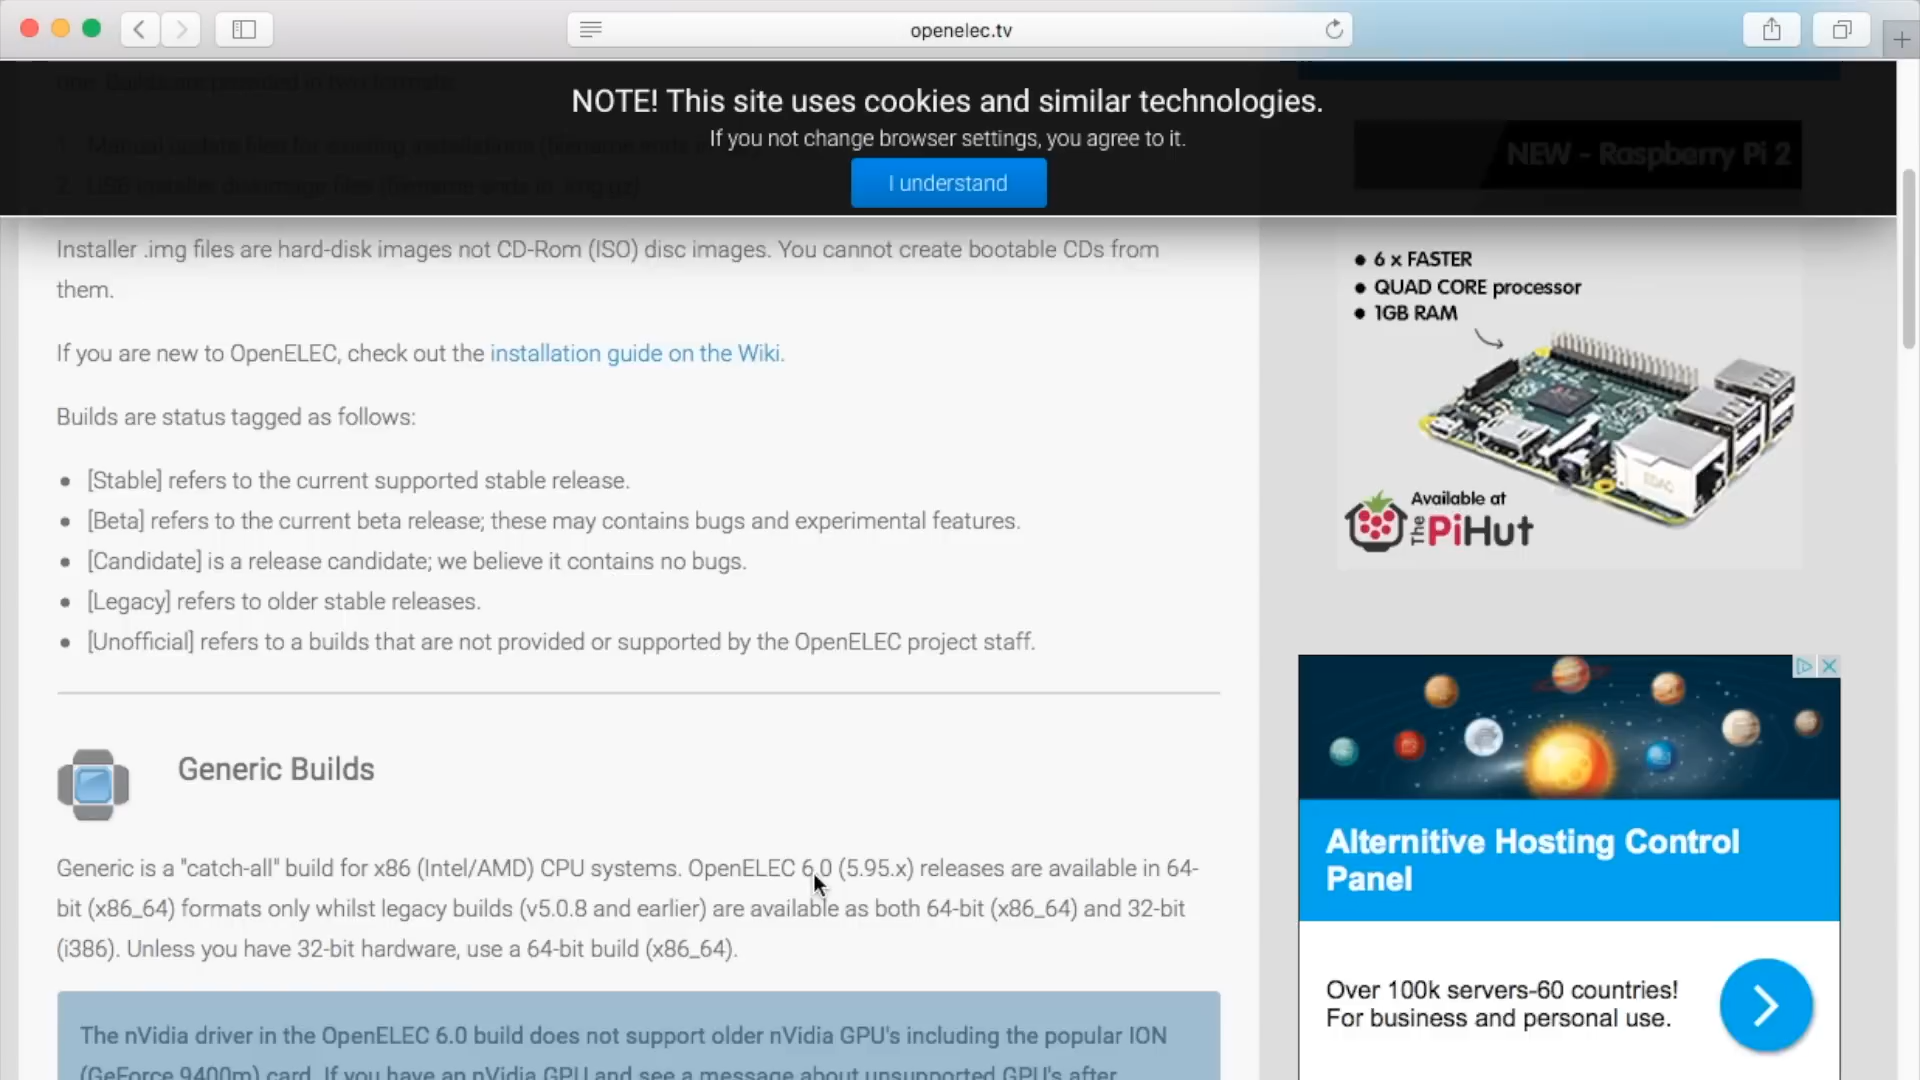 openelec.tv
NOTE! This site uses cookies and similar technologies.
If you not change browser settings, you agree to it.
I understand
NEW - Raspberry Pi 2
Installer .img files are hard-disk images not CD-Rom (ISO) disc images. You cannot create bootable CDs from
them.
If you are new to OpenELEC, check out the installation guide on the Wiki.
Builds are status tagged as follows:
[Stable] refers to the current supported stable release.
[Beta] refers to the current beta release; these may contains bugs and experimental features.
[Candidate] is a release candidate; we believe it contains no bugs.
[Legacy] refers to older stable releases.
[Unofficial] refers to a builds that are not provided or supported by the OpenELEC project staff.
Generic Builds
Generic is a "catch-all" build for x86 (Intel/AMD) CPU systems. OpenELEC 6.0 (5.95.x) releases are available in 64-
bit (x86_64) formats only whilst legacy builds (v5.0.8 and earlier) are available as both 64-bit (x86_64) and 32-bit
(i386). Unless you have 32-bit hardware, use a 64-bit build (x86_64).
The nVidia driver in the OpenELEC 6.0 build does not support older nVidia GPU's including the popular ION
(GeForce 9400m) card. If you have an nVidia GPU and see a message about unsupported GPU's after
6 x FASTER
QUAD CORE processor
1GB RAM
Available at
The PiHut
Alternitive Hosting Control
Panel
Over 100k servers-60 countries!
For business and personal use.